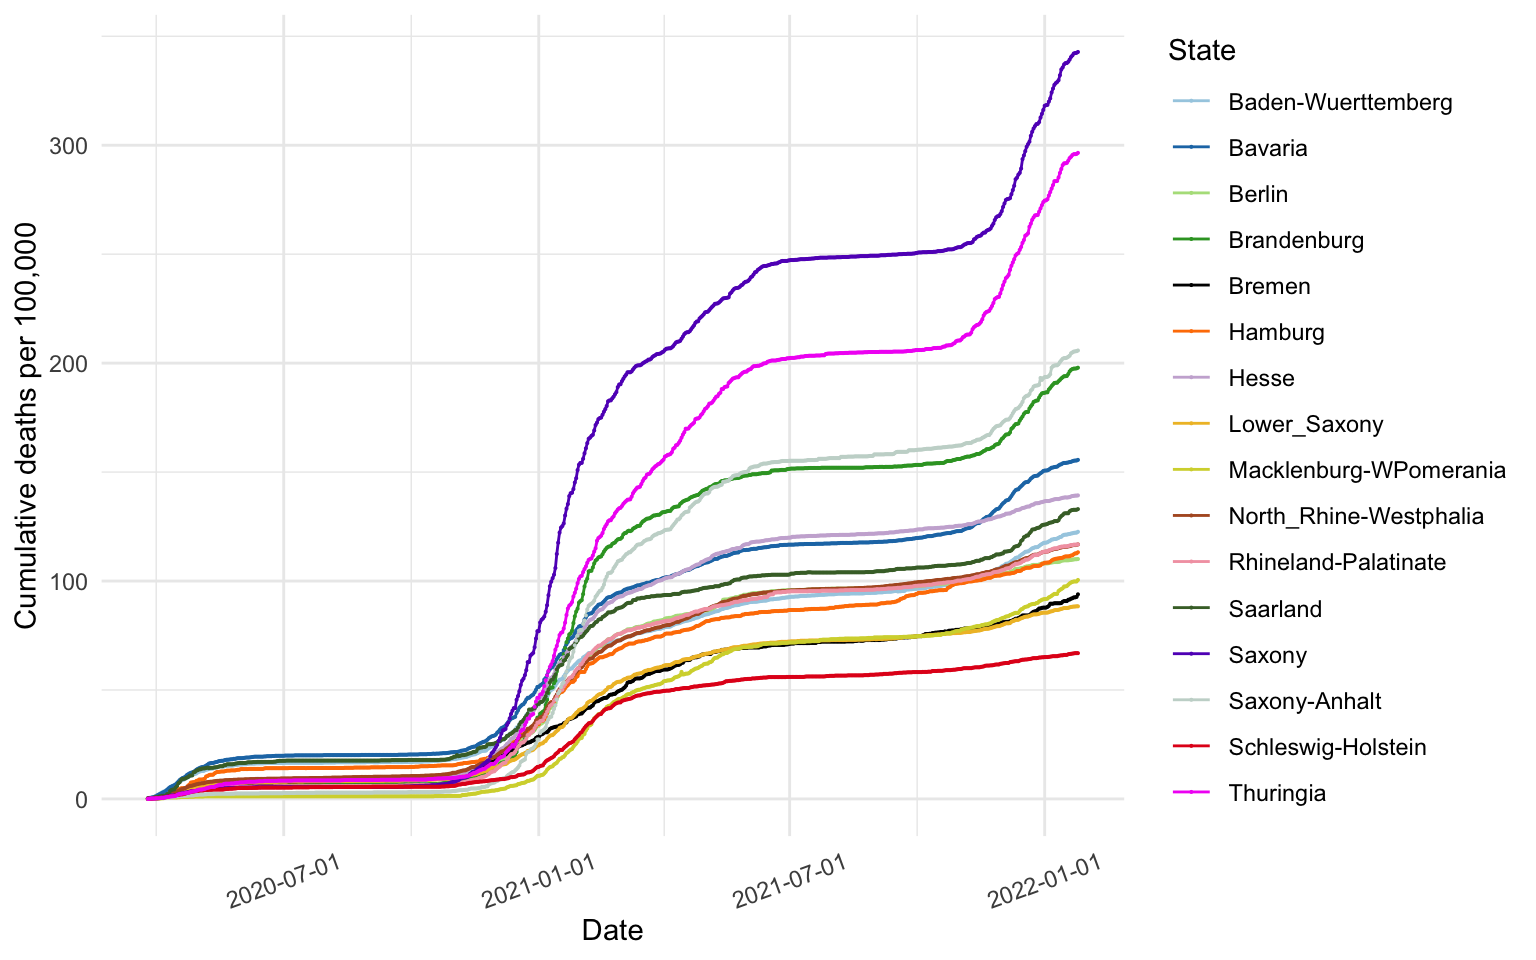 Cumulative deaths per 100,000
300
200
100
0
2020-07-01
2021-01-01
2021-07-01
2022-01-01
Date
State
Baden-Wuerttemberg
Bavaria
Berlin
Brandenburg
Bremen
Hamburg
Hesse
Lower_Saxony
Macklenburg-WPomerania
North_Rhine-Westphalia
Rhineland-Palatinate
Saarland
Saxony
Saxony-Anhalt
Schleswig-Holstein
Thuringia